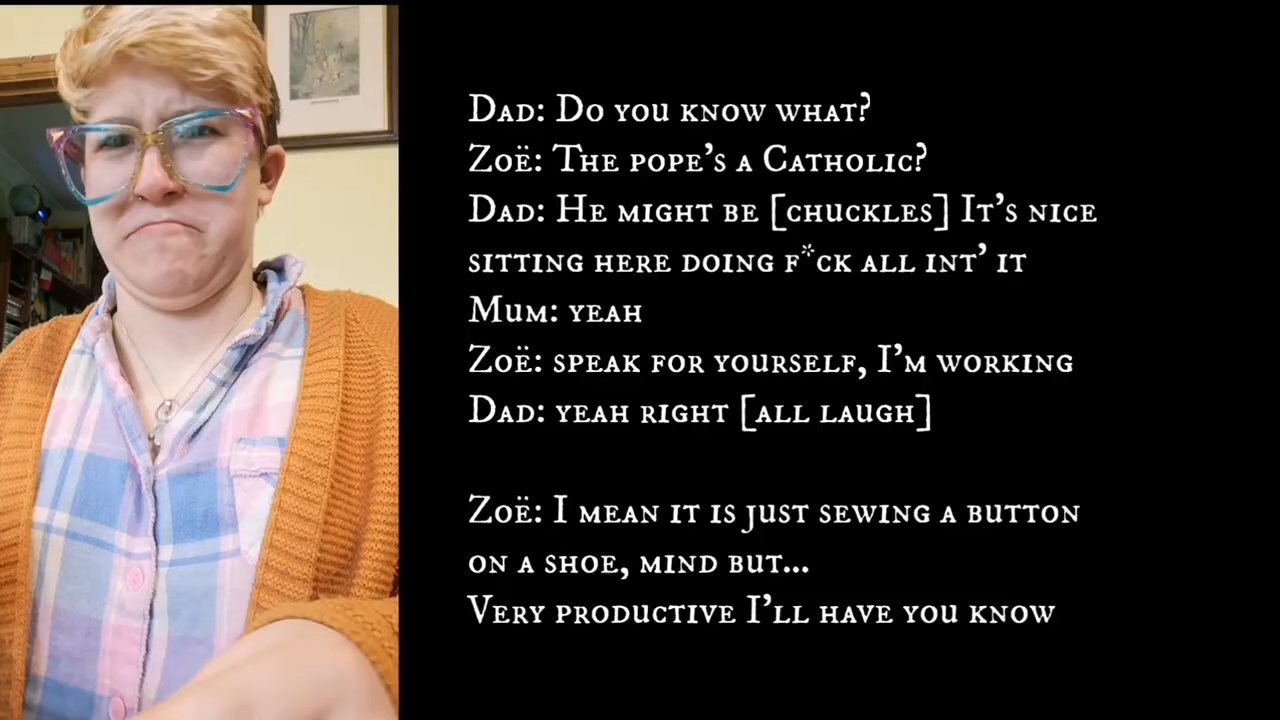 Dad: Do you know what?
Zoë: The pope's a Catholic?
Dad: He might be [chuckles] It's nice
sitting here doing f*ck all int' it
Mum: yeah
Zoë: speak for yourself, I'm working
Dad: yeah right [all laugh]
Zoë: I mean it is just sewing a button
on a shoe, mind but...
Very productive I'll have you know